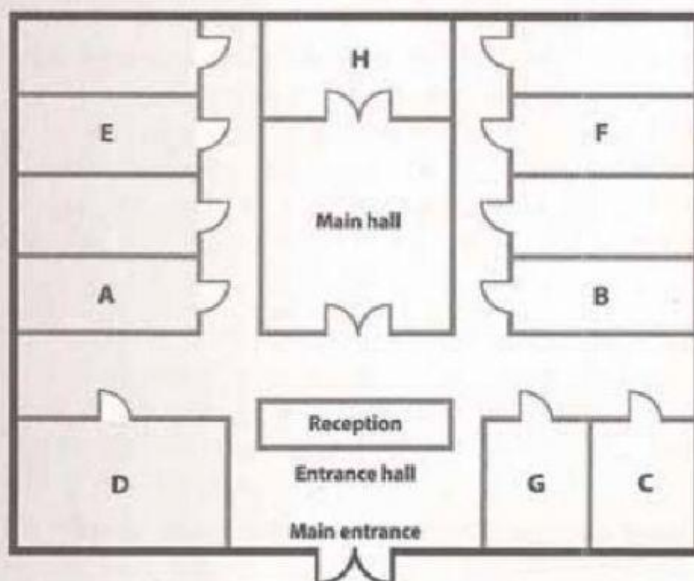 H
E
F
Main hall
A
B
Reception
D
Entrance hall
G
C
Main entrance